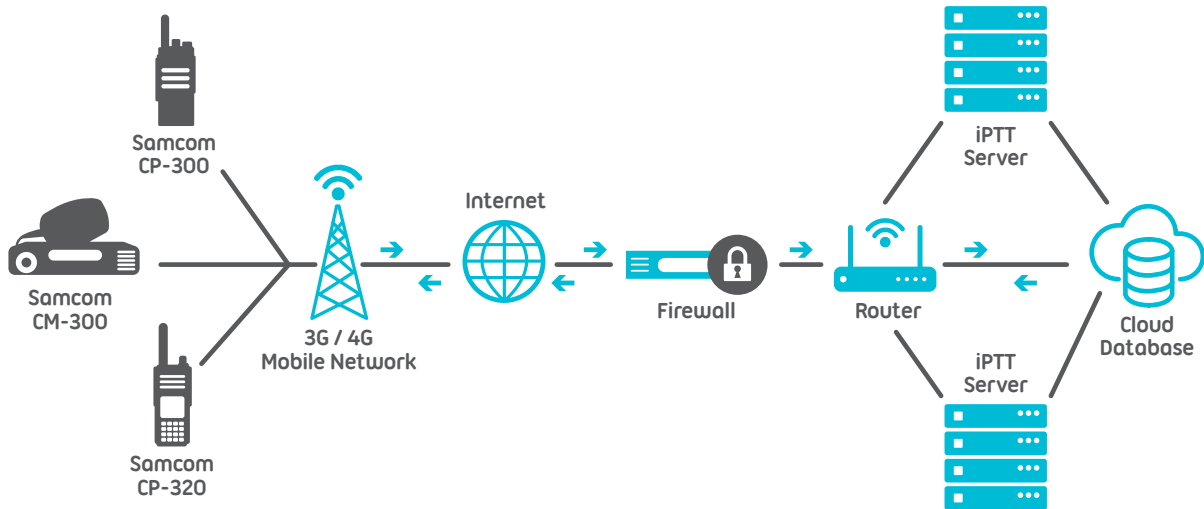 Samcom
CP-300
Samcom
CM-300
Samcom
CP-320
3G / 4G
Mobile Network
Internet
Firewall
Router
iPTT
Server
iPTT
Server
Cloud
Database